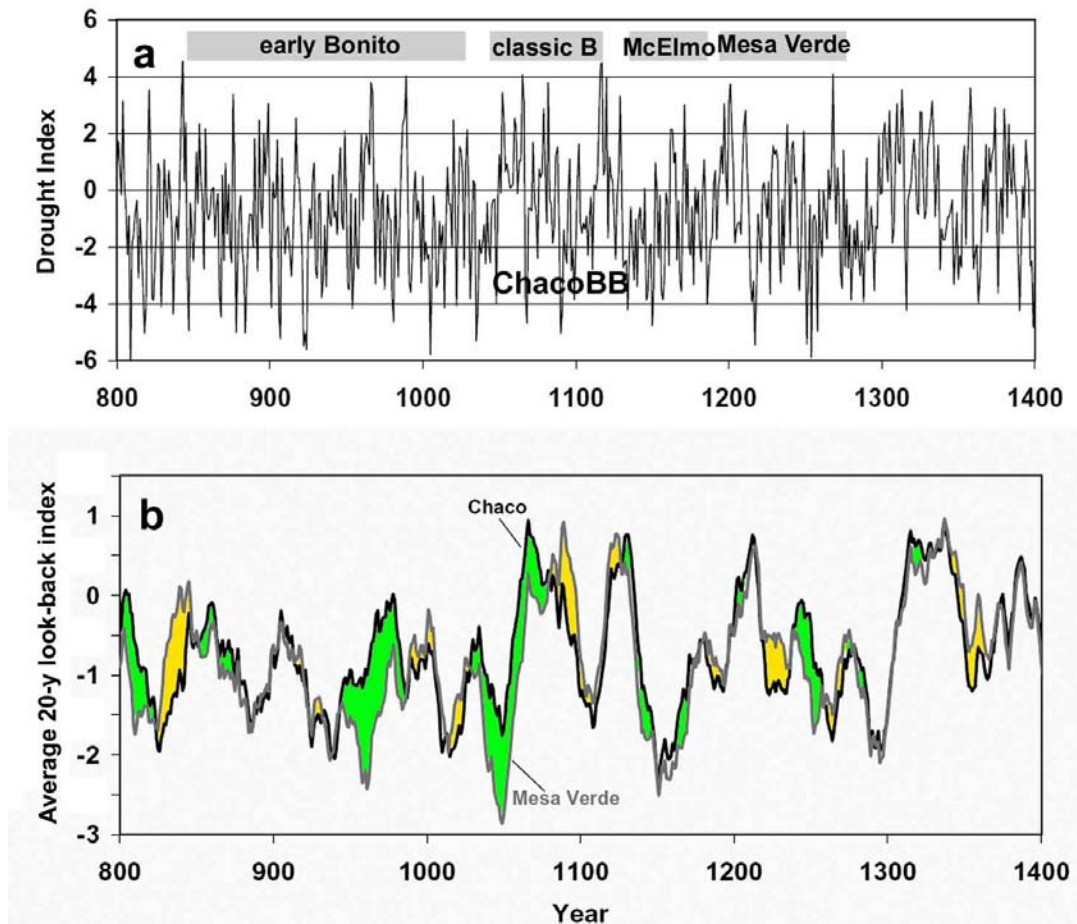 a
early Bonito
classic B
McElmo
Mesa Verde
Drought Index
6
4
2
0
-2
-4
-6
ChacoBB
800 900 1000 1100 1200 1300 1400
b
Average 20-y look-back index
1
0
-1
-2
-3
Chaco
Mesa Verde
800 900 1000 1100 1200 1300 1400
Year